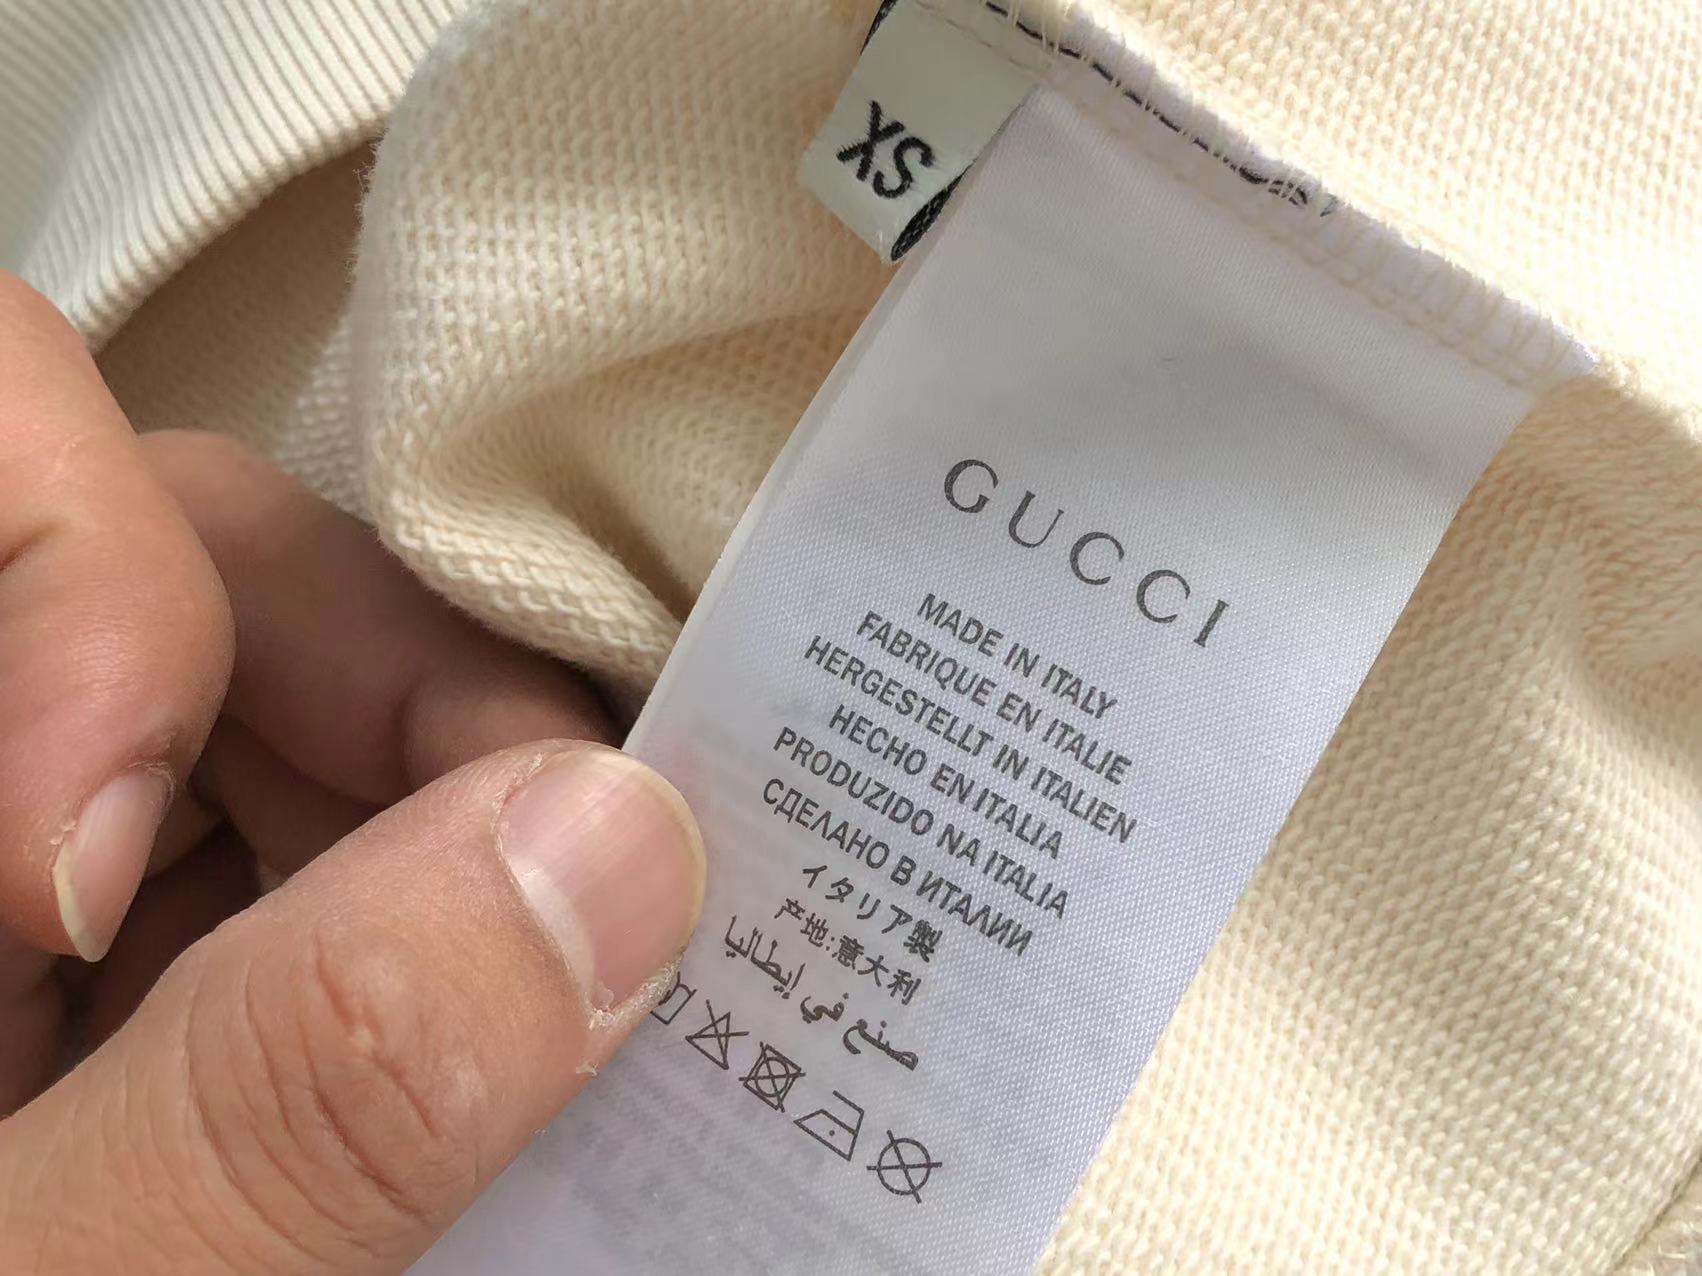 XS
GUCCI
MADE IN ITALY
FABRIQUE EN ITALIE
HERGESTELLT IN ITALIEN
HECHO EN ITALIA
PRODUZIDO NA ITALIA
СДЕЛАНО В ИТАЛИИ
イタリア製
产地:意大利
صنع في إيطاليا